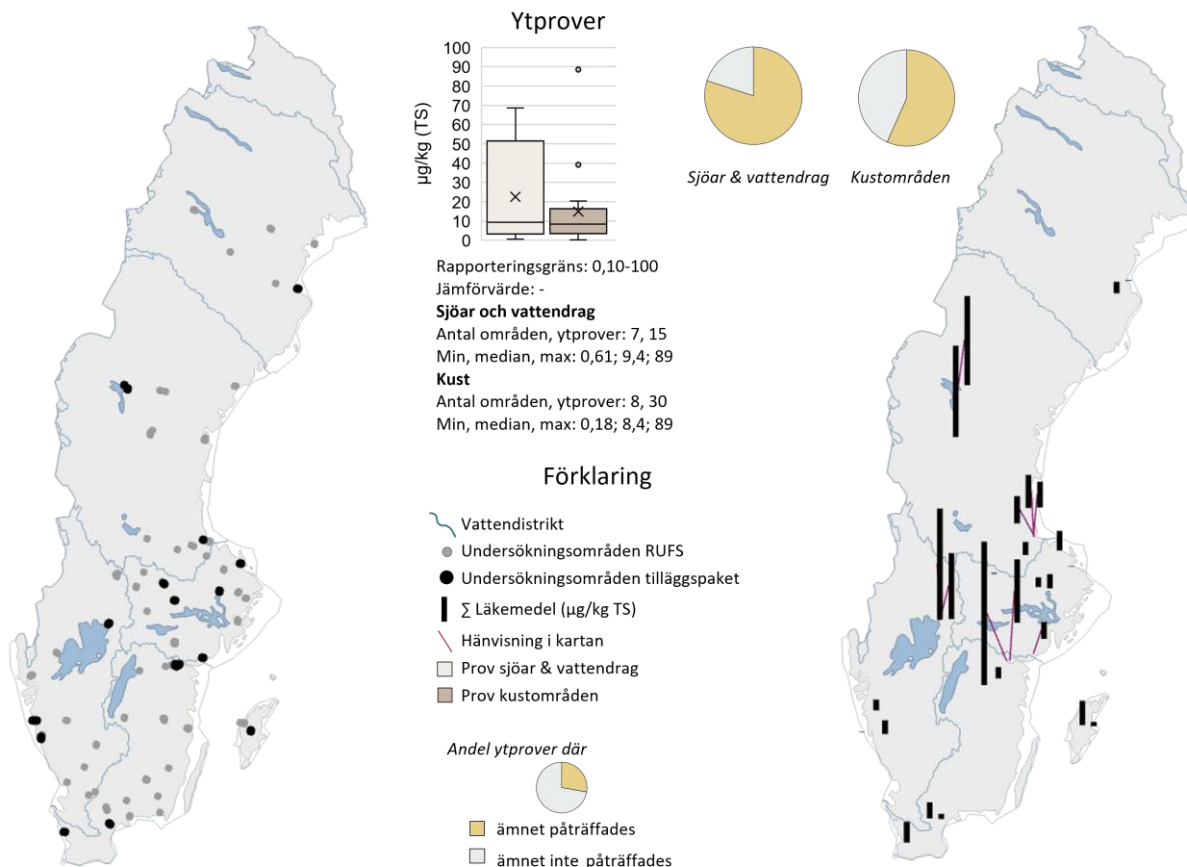 Ytprover
100
90
80
70
60
50
40
30
20
10
0
µg/kg (TS)
Sjöar & vattendrag
Kustområden
Rapporteringsgräns: 0,10-100
Jämförvärde: -
Sjöar och vattendrag
Antal områden, ytprover: 7, 15
Min, median, max: 0,61; 9,4; 89
Kust
Antal områden, ytprover: 8, 30
Min, median, max: 0,18; 8,4; 89
Förklaring
Vattendistrikt
Undersökningsområden RUFS
Undersökningsområden tilläggspaket
∑ Läkemedel (µg/kg TS)
Hänvisning i kartan
Prov sjöar & vattendrag
Prov kustområden
Andel ytprover där
ämnet påträffades
ämnet inte påträffades